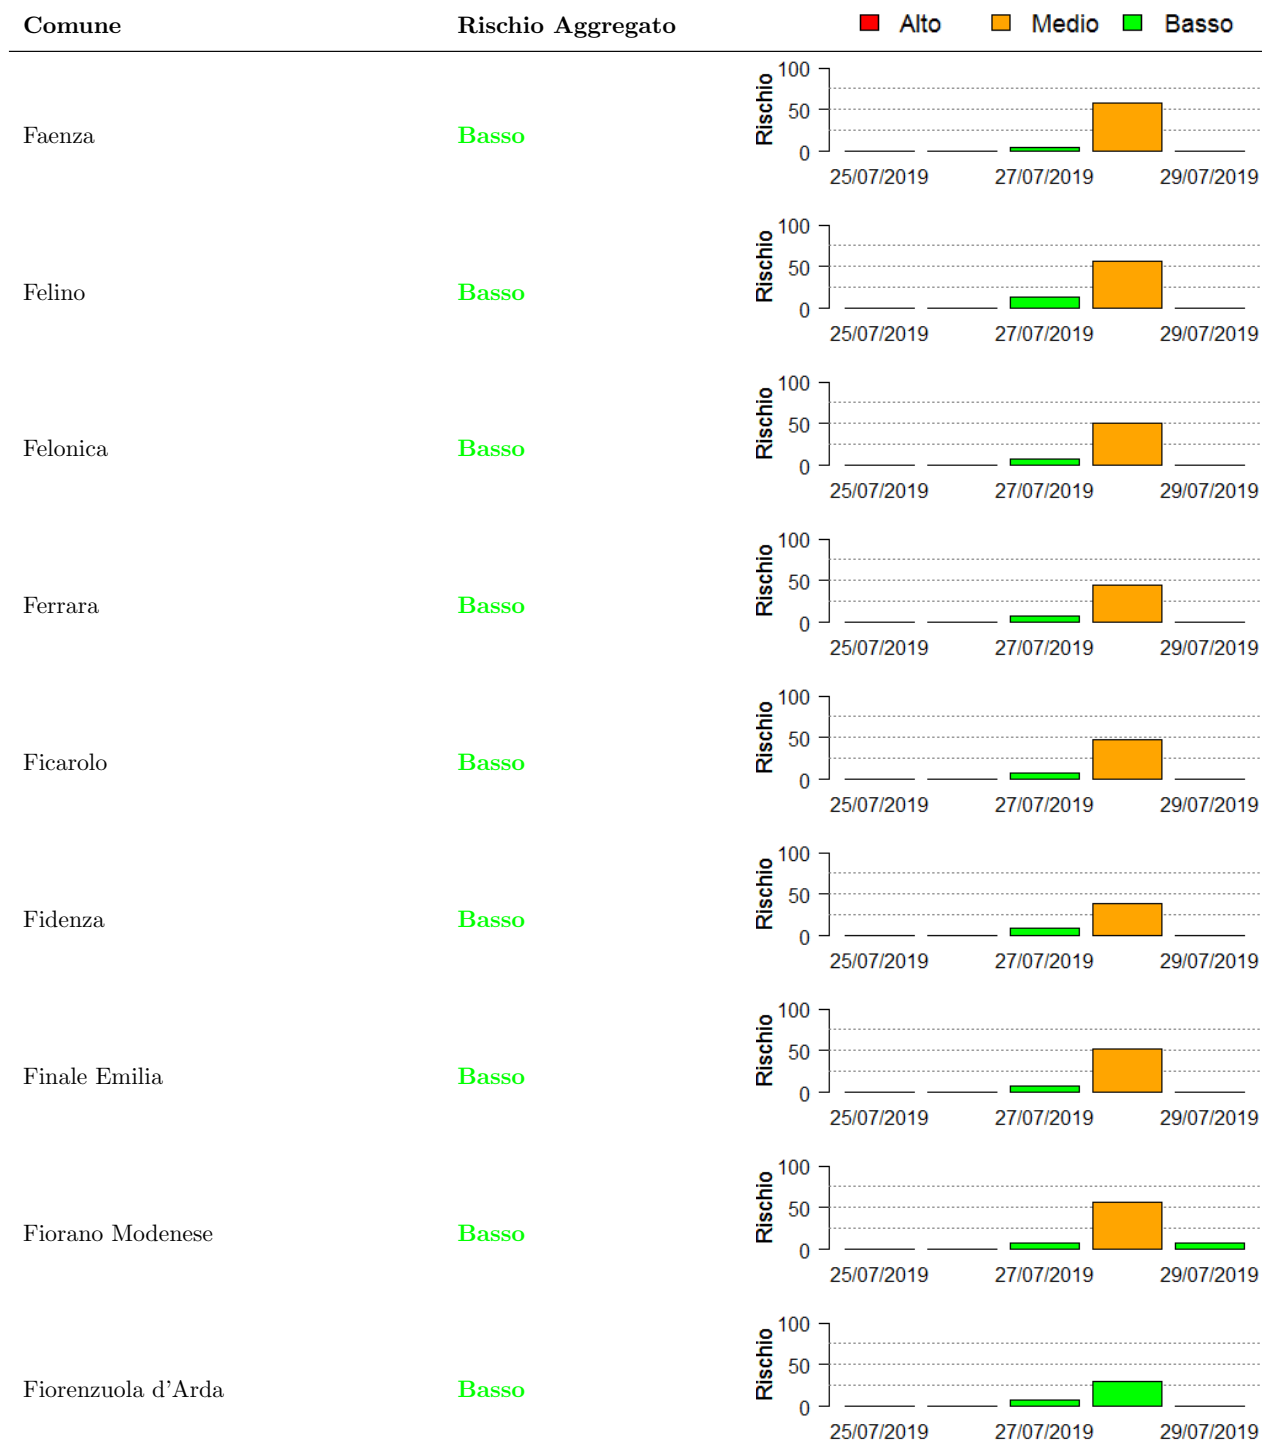 Comune Rischio Aggregato Alto Medio Basso
Faenza Basso
Rischio
100
50
0
25/07/2019 27/07/2019 29/07/2019
Felino Basso
Rischio
100
50
0
25/07/2019 27/07/2019 29/07/2019
Felonica Basso
Rischio
100
50
0
25/07/2019 27/07/2019 29/07/2019
Ferrara Basso
Rischio
100
50
0
25/07/2019 27/07/2019 29/07/2019
Ficarolo Basso
Rischio
100
50
0
25/07/2019 27/07/2019 29/07/2019
Fidenza Basso
Rischio
100
50
0
25/07/2019 27/07/2019 29/07/2019
Finale Emilia Basso
Rischio
100
50
0
25/07/2019 27/07/2019 29/07/2019
Fiorano Modenese Basso
Rischio
100
50
0
25/07/2019 27/07/2019 29/07/2019
Fiorenzuola d'Arda Basso
Rischio
100
50
0
25/07/2019 27/07/2019 29/07/2019